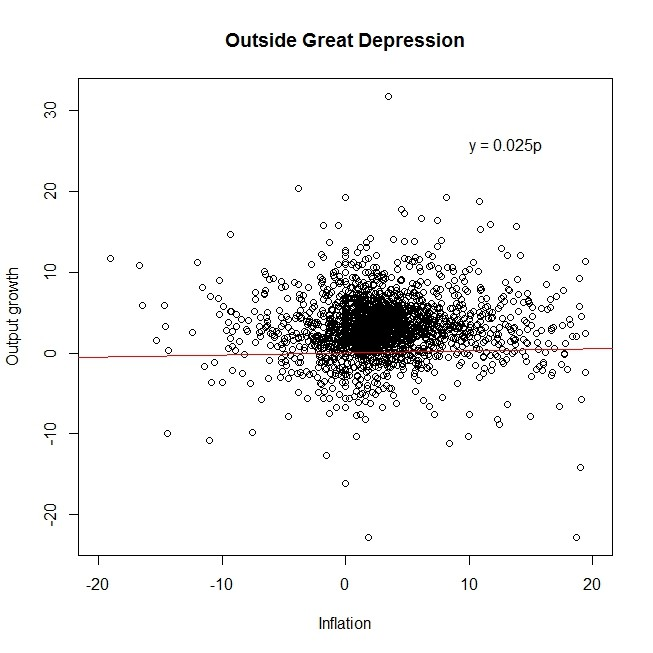 Outside Great Depression
30
20
10
0
-10
-20
Output growth
y = 0.025p
-20
-10
0
10
20
Inflation